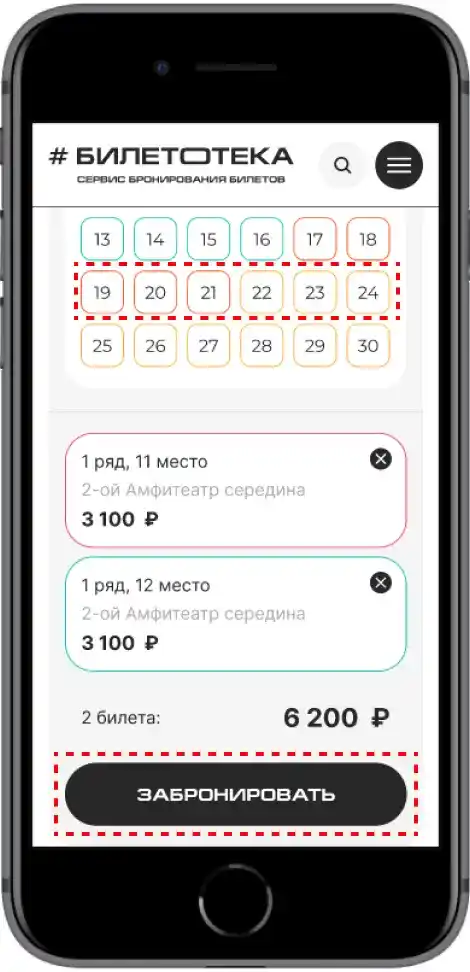 # БИЛЕТОТЕКА
СЕРВИС БРОНИРОВАНИЯ БИЛЕТОВ
13 14 15 16 17 18
19 20 21 22 23 24
25 26 27 28 29 30
1 ряд, 11 место
2-ой Амфитеатр середина
3 100 ₽
1 ряд, 12 место
2-ой Амфитеатр середина
3 100 ₽
2 билета: 6 200 ₽
ЗАБРОНИРОВАТЬ